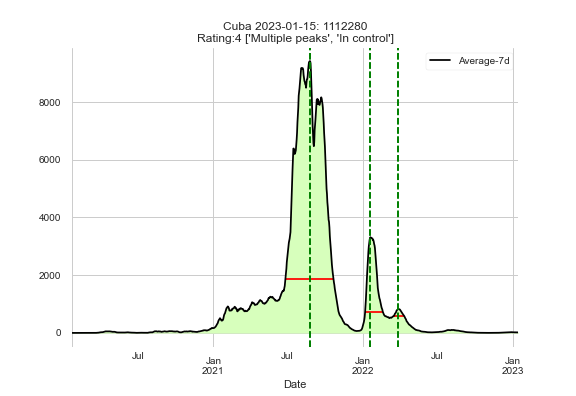 Cuba 2023-01-15: 1112280
Rating:4 ['Multiple peaks', 'In control']
Average-7d
8000
6000
4000
2000
0
Jul
Jan
2021
Jul
Jan
2022
Jul
Jan
2023
Date